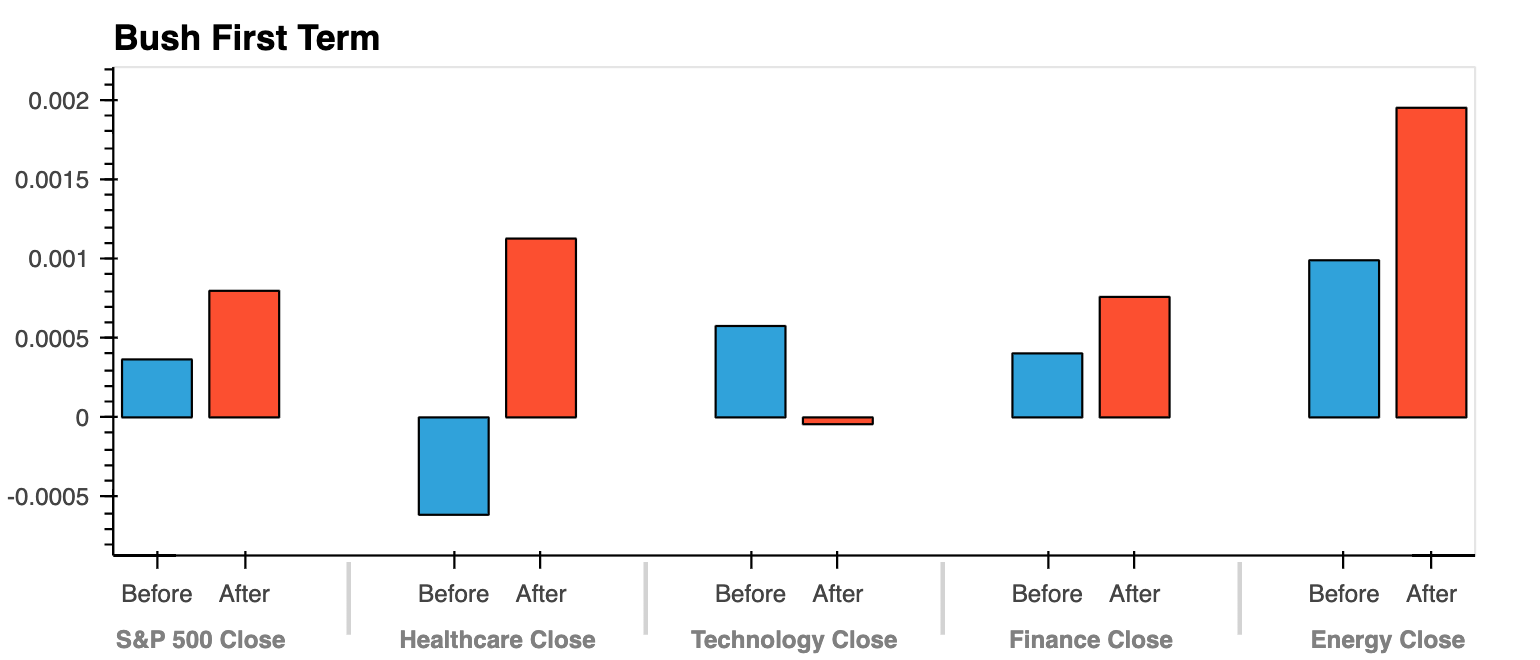 Bush First Term
0.002
0.0015
0.001
0.0005
0
-0.0005
Before After Before After Before After Before After Before After
S&P 500 Close Healthcare Close Technology Close Finance Close Energy Close